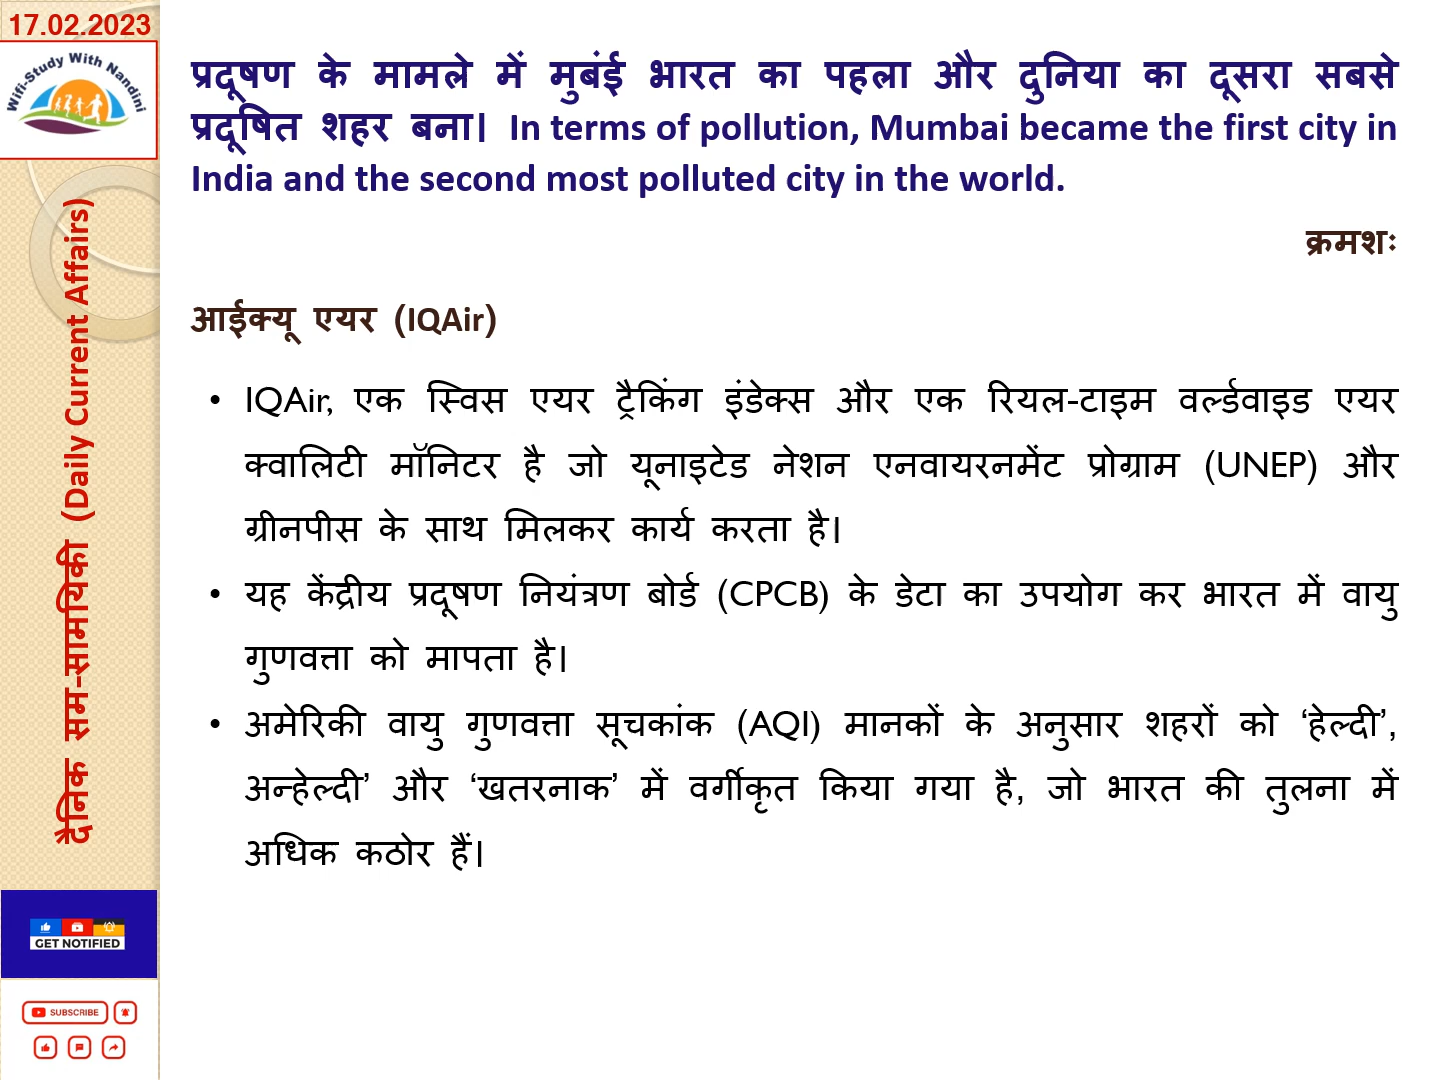 17.02.2023
Wifi-Study With Nandini
दैनिक सम-सामयिकी (Daily Current Affairs)
GET NOTIFIED
SUBSCRIBE
प्रदूषण के मामले में मुबंई भारत का पहला और दुनिया का दूसरा सबसे
प्रदूषित शहर बना। In terms of pollution, Mumbai became the first city in
India and the second most polluted city in the world.
क्रमशः
आईक्यू एयर (IQAir)
• IQAir, एक स्विस एयर ट्रैकिंग इंडेक्स और एक रियल-टाइम वर्ल्डवाइड एयर
क्वालिटी मॉनिटर है जो यूनाइटेड नेशन एनवायरनमेंट प्रोग्राम (UNEP) और
ग्रीनपीस के साथ मिलकर कार्य करता है।
• यह केंद्रीय प्रदूषण नियंत्रण बोर्ड (CPCB) के डेटा का उपयोग कर भारत में वायु
गुणवत्ता को मापता है।
• अमेरिकी वायु गुणवत्ता सूचकांक (AQI) मानकों के अनुसार शहरों को ‘हेल्दी’,
अन्हेल्दी’ और ‘खतरनाक’ में वर्गीकृत किया गया है, जो भारत की तुलना में
अधिक कठोर हैं।